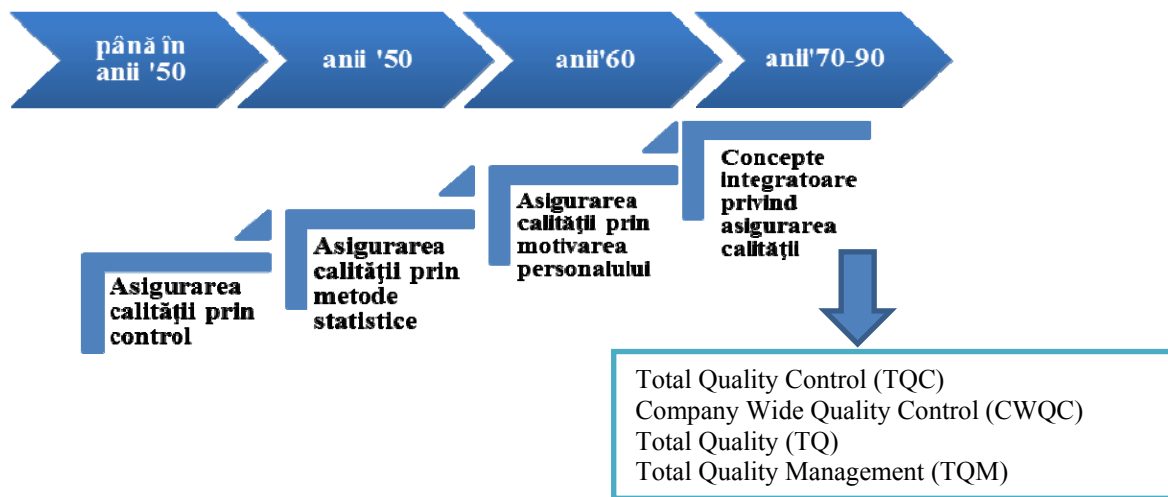 până în
anii '50
anii '50
anii'60
anii'70-90
Asigurarea
calităţii prin
control
Asigurarea
calităţii prin
metode
statistice
Asigurarea
calităţii prin
motivarea
personalului
Concepte
integratoare
privind
asigurarea
calităţii
Total Quality Control (TQC)
Company Wide Quality Control (CWQC)
Total Quality (TQ)
Total Quality Management (TQM)